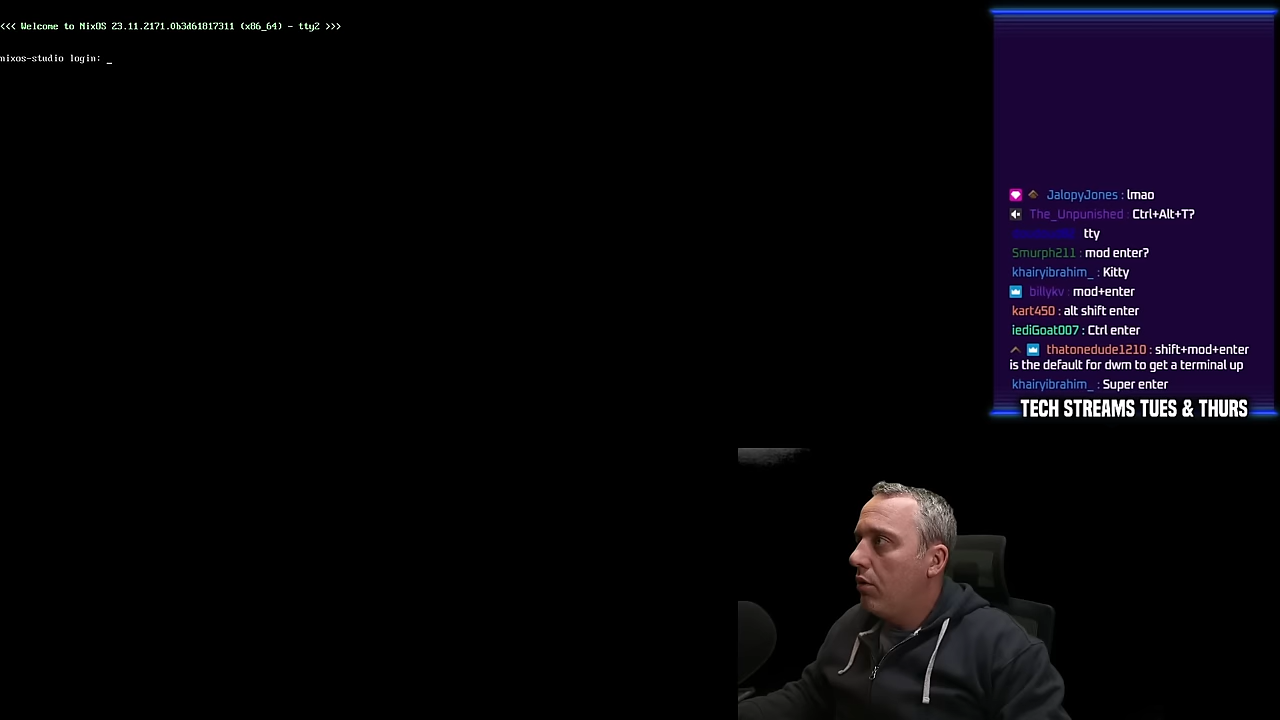 <<< Welcome to NixOS 23.11.2171.0b3d61817311 (x86_64) - tty2 >>>
nixos-studio login: _
JalopyJones : lmao
The_Unpunished : Ctrl+Alt+T?
tty
Smurph211 : mod enter?
khairyibrahim_ : Kitty
billykv : mod+enter
kart450 : alt shift enter
iediGoat007 : Ctrl enter
thatonedude1210 : shift+mod+enter
is the default for dwm to get a terminal up
khairyibrahim_ : Super enter
TECH STREAMS TUES & THURS